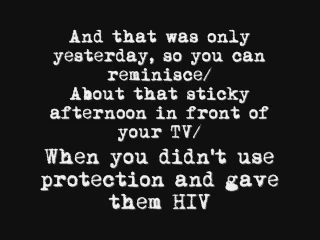 And that was only
yesterday, so you can
reminisce/
About that sticky
afternoon in front of
your TV/
When you didn't use
protection and gave
them HIV